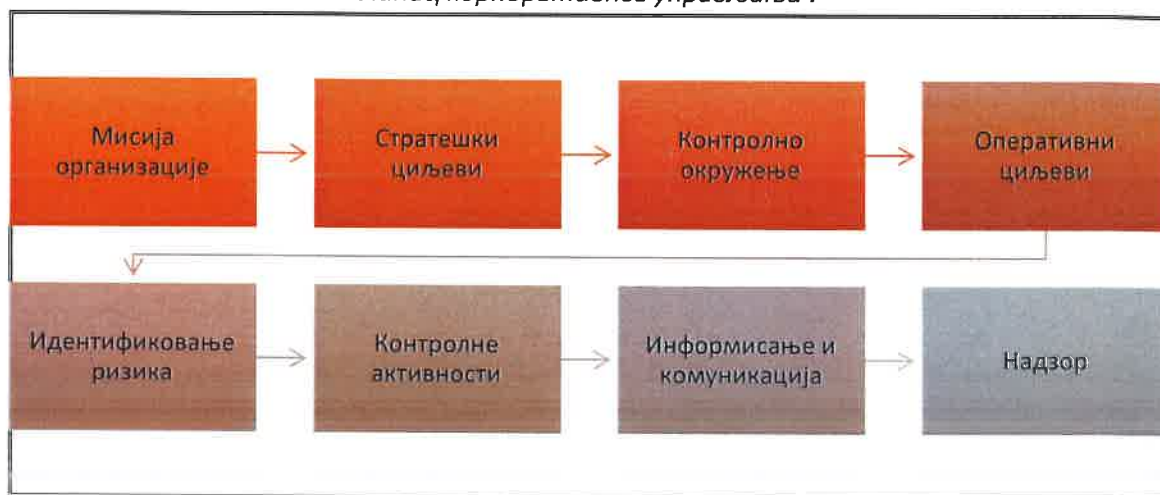 Мисија
организације
Стратешки
циљеви
Контролно
окружење
Оперативни
циљеви
Идентификовање
ризика
Контролне
активности
Информисање и
комуникација
Надзор